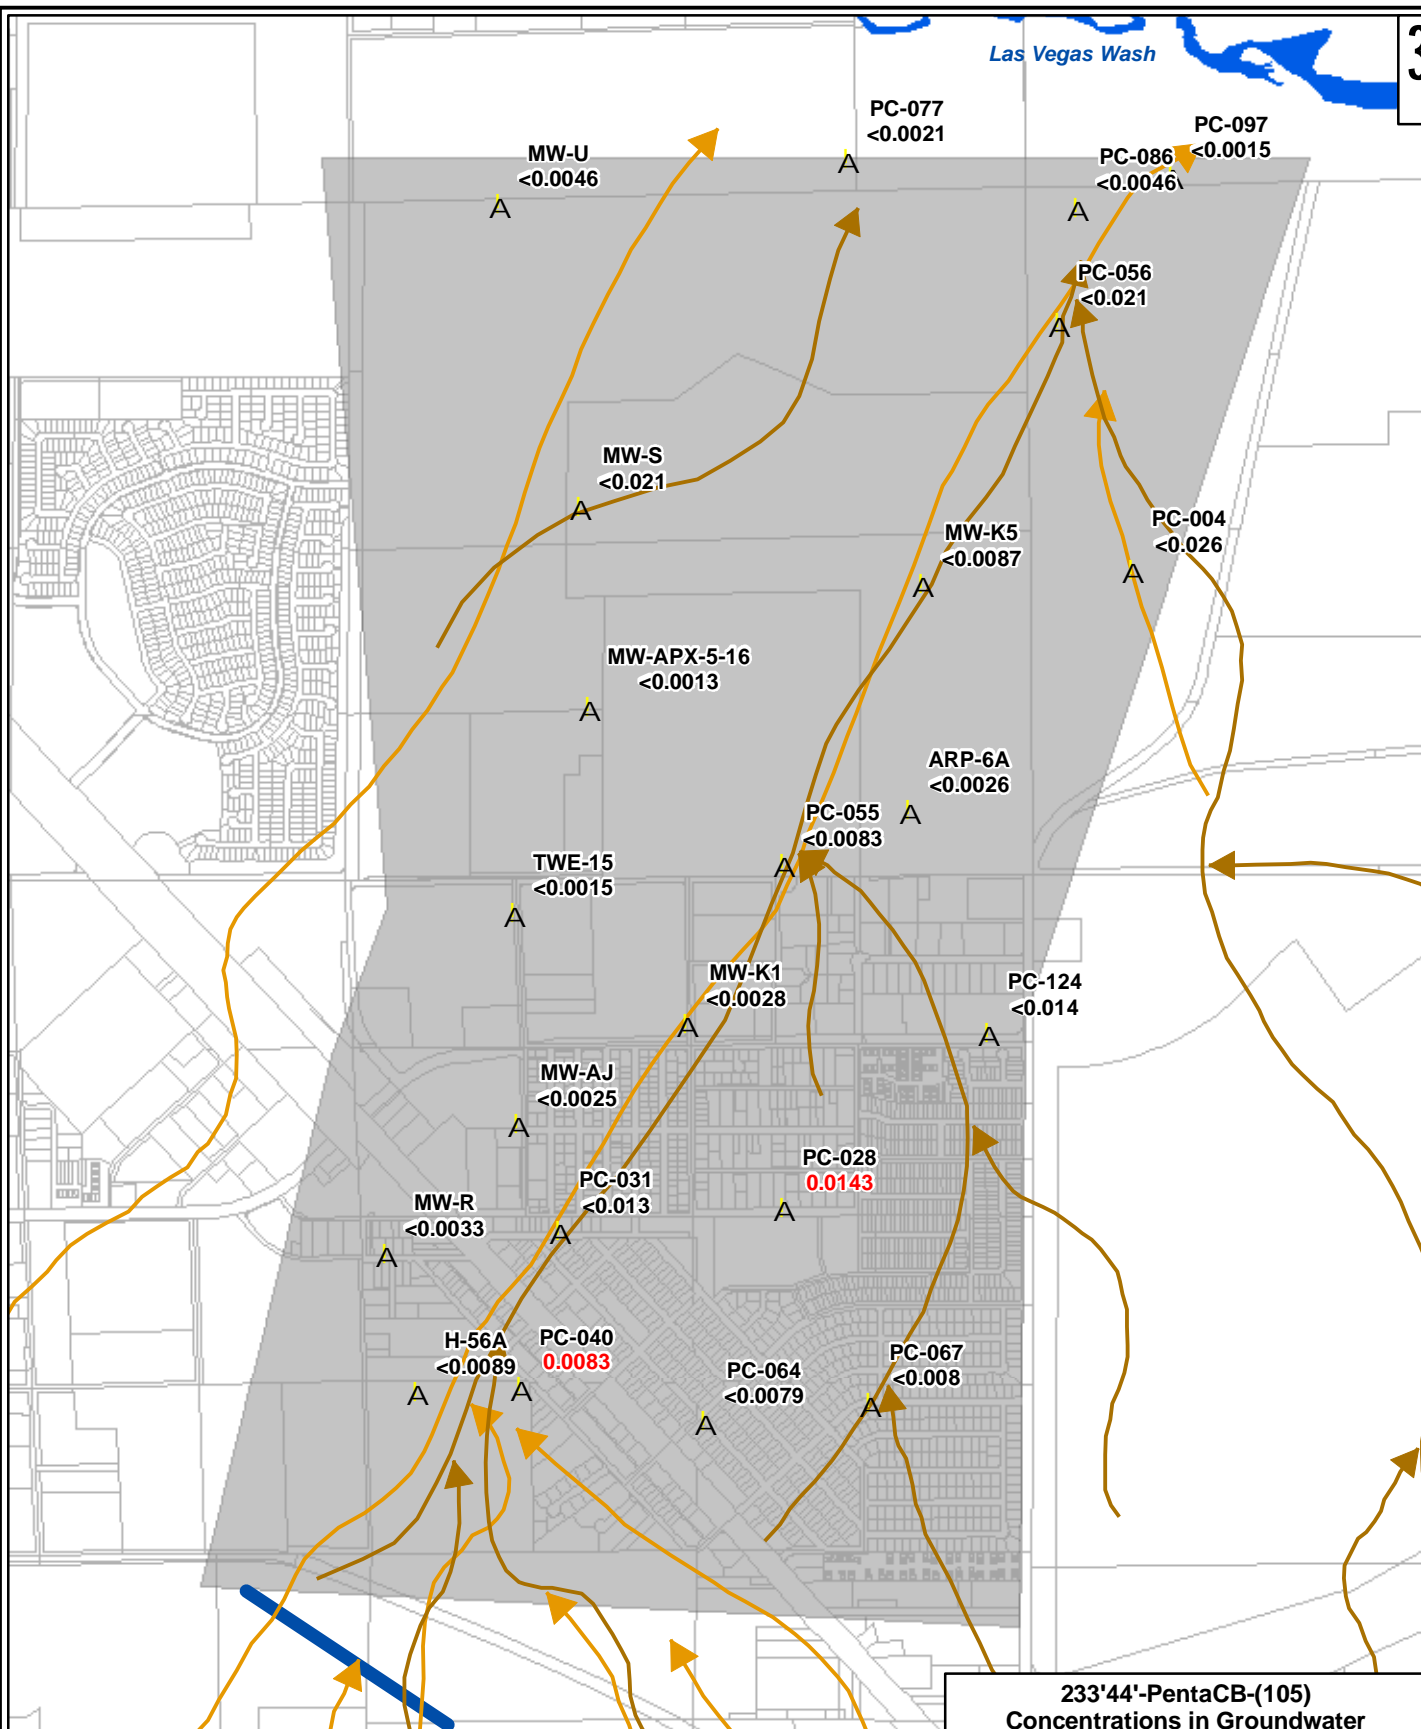 Las Vegas Wash
3
PC-077
<0.0021
PC-097
<0.0015
MW-U
<0.0046
PC-086
<0.0046
A
A
A
A
PC-056
<0.021
A
MW-S
<0.021
A
PC-004
<0.026
A
MW-K5
<0.0087
A
MW-APX-5-16
<0.0013
A
ARP-6A
<0.0026
A
PC-055
<0.0083
A
TWE-15
<0.0015
A
MW-K1
<0.0028
A
PC-124
<0.014
A
MW-AJ
<0.0025
A
PC-028
0.0143
A
PC-031
<0.013
A
MW-R
<0.0033
A
H-56A
<0.0089
A
PC-040
0.0083
A
PC-064
<0.0079
A
PC-067
<0.008
A
233'44'-PentaCB-(105)
Concentrations in Groundwater